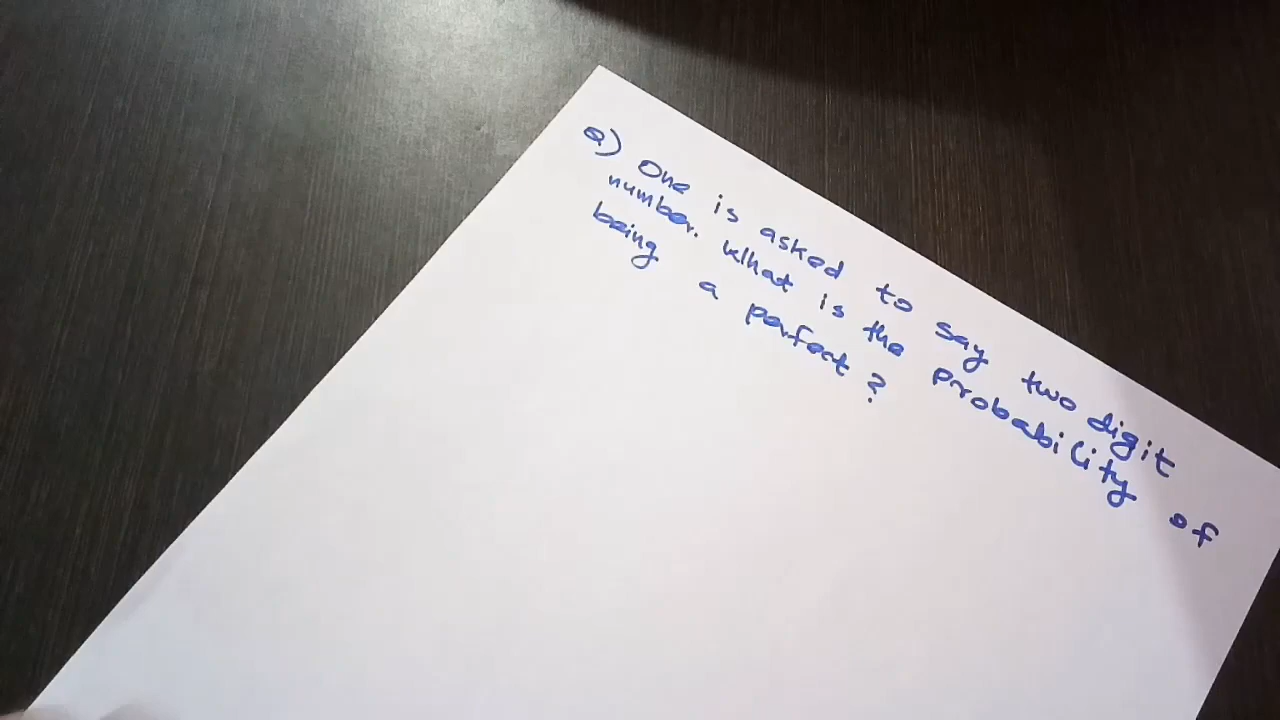 Q) One is asked to say two digit
number. What is the probability of
being a perfect?